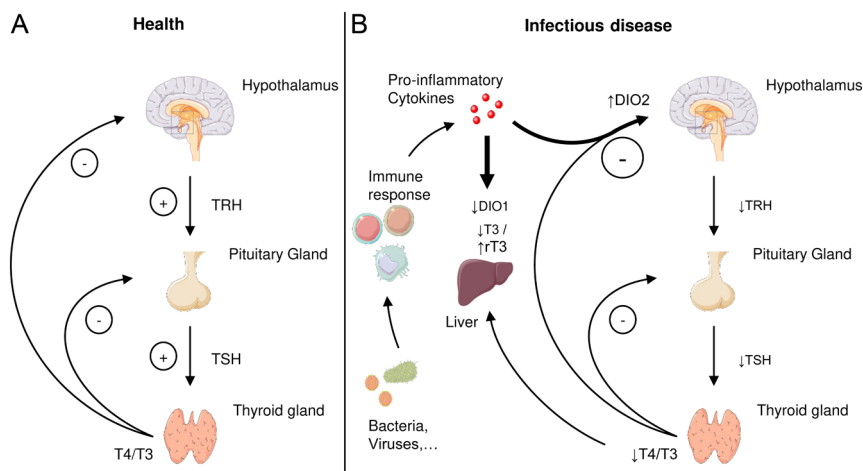 A
Health
Hypothalamus
-
+
TRH
Pituitary Gland
-
+
TSH
Thyroid gland
T4/T3
B
Infectious disease
Pro-inflammatory
Cytokines
↑DIO2
Hypothalamus
-
Immune
response
↓DIO1
↓T3 /
↑rT3
Liver
↓TRH
Pituitary Gland
-
↓TSH
Bacteria,
Viruses,...
Thyroid gland
↓T4/T3